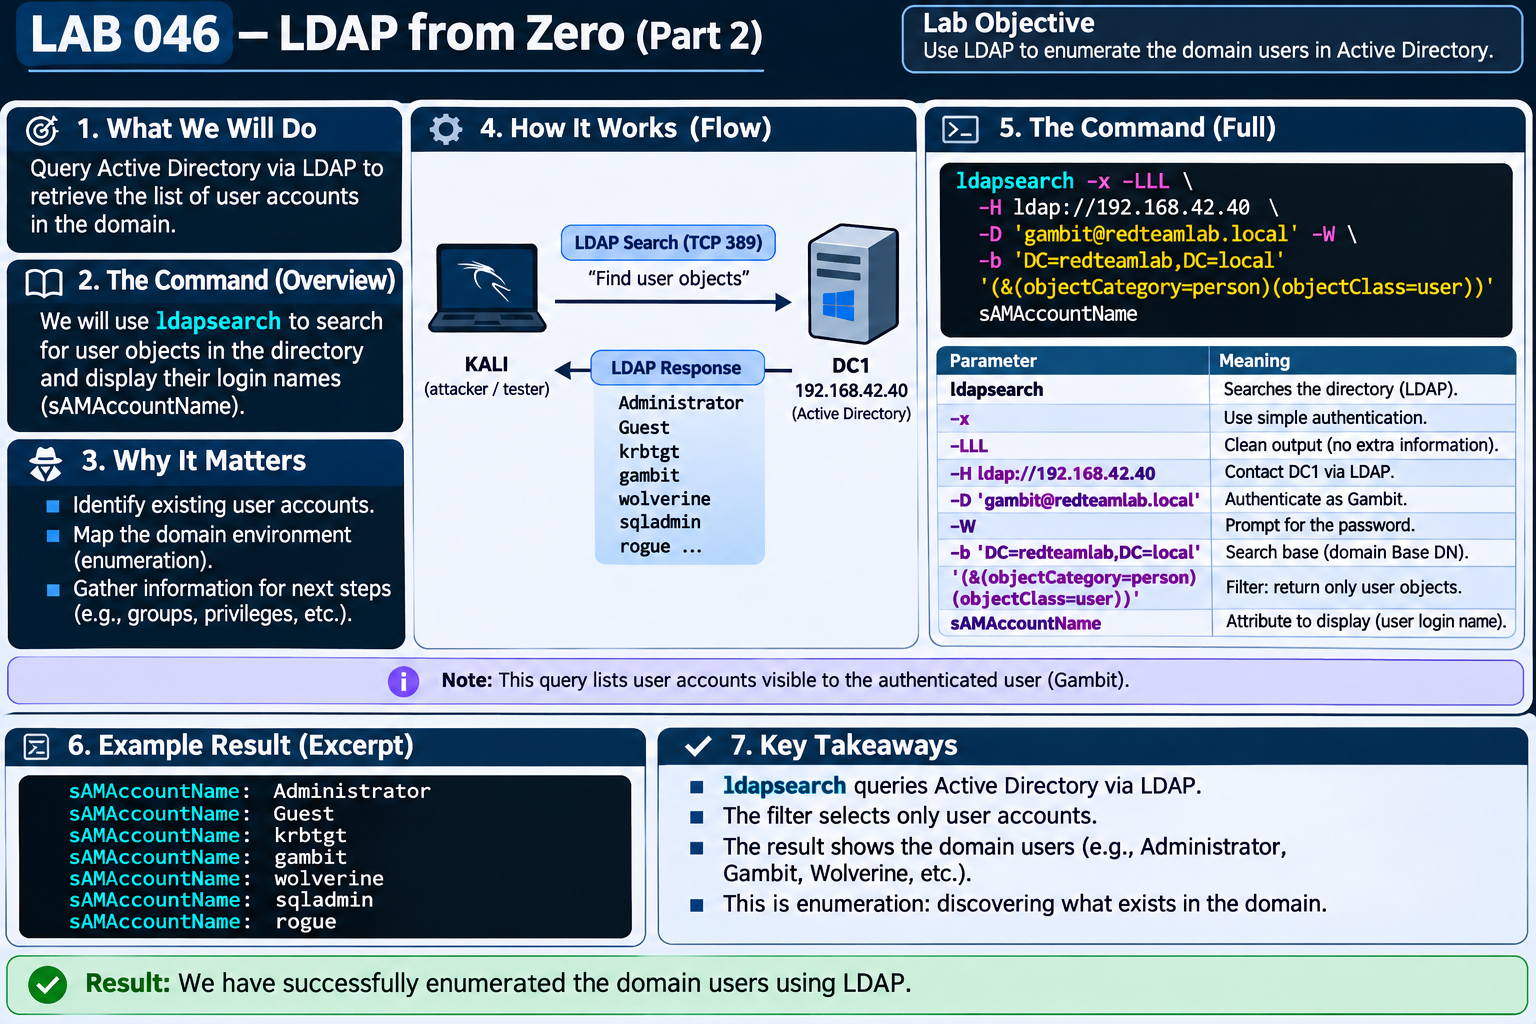 LAB 046 – LDAP from Zero (Part 2)
Lab Objective
Use LDAP to enumerate the domain users in Active Directory.
1. What We Will Do
Query Active Directory via LDAP to
retrieve the list of user accounts
in the domain.
2. The Command (Overview)
We will use ldapsearch to search
for user objects in the directory
and display their login names
(sAMAccountName).
3. Why It Matters
Identify existing user accounts.
Map the domain environment
(enumeration).
Gather information for next steps
(e.g., groups, privileges, etc.).
4. How It Works (Flow)
LDAP Search (TCP 389)
“Find user objects”
KALI
(attacker / tester)
DC1
192.168.42.40
(Active Directory)
LDAP Response
Administrator
Guest
krbtgt
gambit
wolverine
sqladmin
rogue ...
5. The Command (Full)
ldapsearch -x -LLL \
-H ldap://192.168.42.40 \
-D 'gambit@redteamlab.local' -W \
-b 'DC=redteamlab,DC=local'
'(&(objectCategory=person)(objectClass=user))'
sAMAccountName
Parameter Meaning
ldapsearch Searches the directory (LDAP).
-x Use simple authentication.
-LLL Clean output (no extra information).
-H ldap://192.168.42.40 Contact DC1 via LDAP.
-D 'gambit@redteamlab.local' Authenticate as Gambit.
-W Prompt for the password.
-b 'DC=redteamlab,DC=local' Search base (domain Base DN).
'(&(objectCategory=person)
(objectClass=user))' Filter: return only user objects.
sAMAccountName Attribute to display (user login name).
Note: This query lists user accounts visible to the authenticated user (Gambit).
6. Example Result (Excerpt)
sAMAccountName: Administrator
sAMAccountName: Guest
sAMAccountName: krbtgt
sAMAccountName: gambit
sAMAccountName: wolverine
sAMAccountName: sqladmin
sAMAccountName: rogue
7. Key Takeaways
ldapsearch queries Active Directory via LDAP.
The filter selects only user accounts.
The result shows the domain users (e.g., Administrator,
Gambit, Wolverine, etc.).
This is enumeration: discovering what exists in the domain.
Result: We have successfully enumerated the domain users using LDAP.